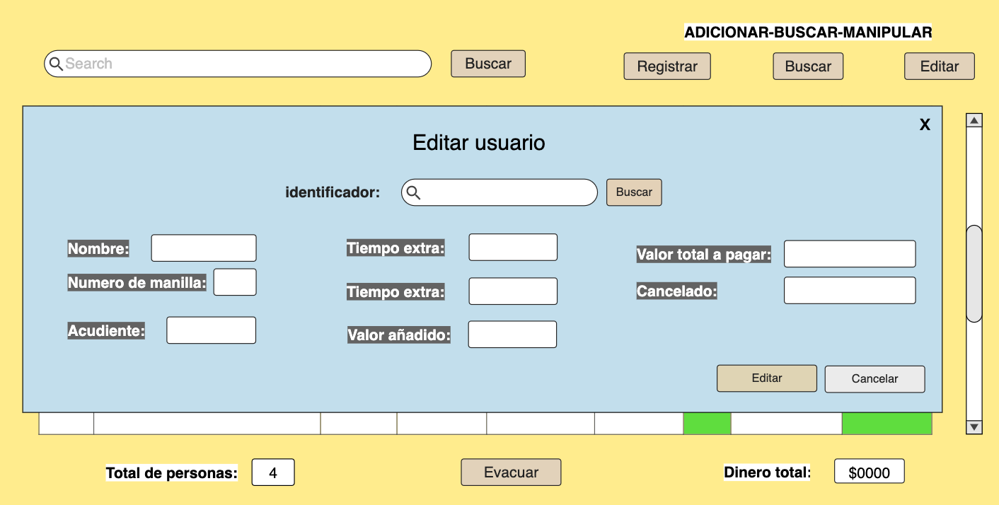 ADICIONAR-BUSCAR-MANIPULAR
Search
Buscar
Registrar
Buscar
Editar
X
Editar usuario
identificador:
Buscar
Nombre:
Tiempo extra:
Valor total a pagar:
Numero de manilla:
Tiempo extra:
Cancelado:
Acudiente:
Valor añadido:
Editar
Cancelar
Total de personas:
4
Evacuar
Dinero total:
$0000